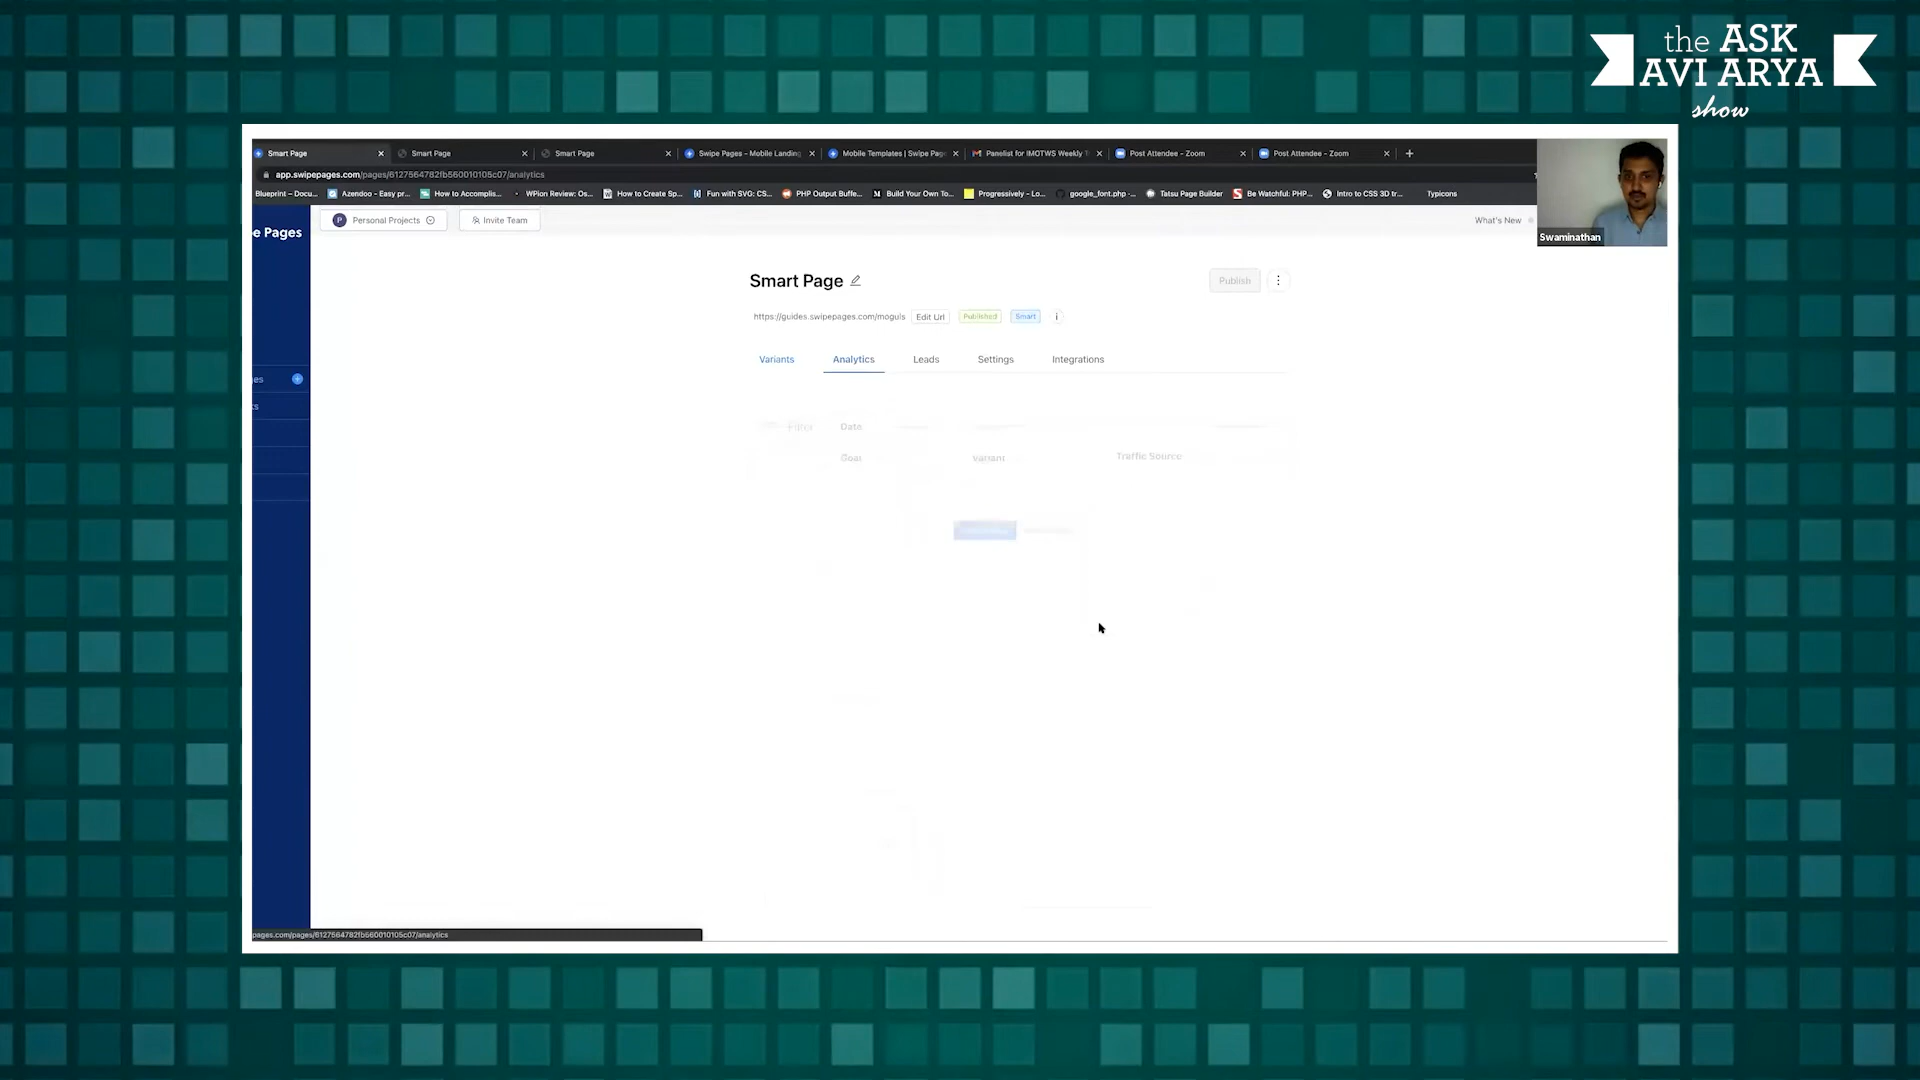 the ASK
AVI ARYA
show
Smart Page
Smart Page
Smart Page
Swipe Pages - Mobile Landing
Mobile Templates | Swipe Pag
Panelist for IMOTWS Weekly
Post Attendee - Zoom
Post Attendee - Zoom
app.swipepages.com/pages/6127564782fb560010105c07/analytics
Blueprint – Docu...
Azendoo - Easy pr...
How to Accomplis...
WPion Review: Os...
How to Create Sp...
Fun with SVG: CS...
PHP Output Buffe...
Build Your Own To...
Progressively - Lo...
google_font.php -...
Tatsu Page Builder
Be Watchful: PHP...
Intro to CSS 3D tr...
Typicons
e Pages
P Personal Projects
Invite Team
What's New
Swaminathan
Smart Page
Publish
https://guides.swipepages.com/moguls
Edit Url
Published
Smart
i
Variants
Analytics
Leads
Settings
Integrations
es
ts
Filter
Date
Goal
Variant
Traffic Source
pages.com/pages/6127564782fb560010105c07/analytics